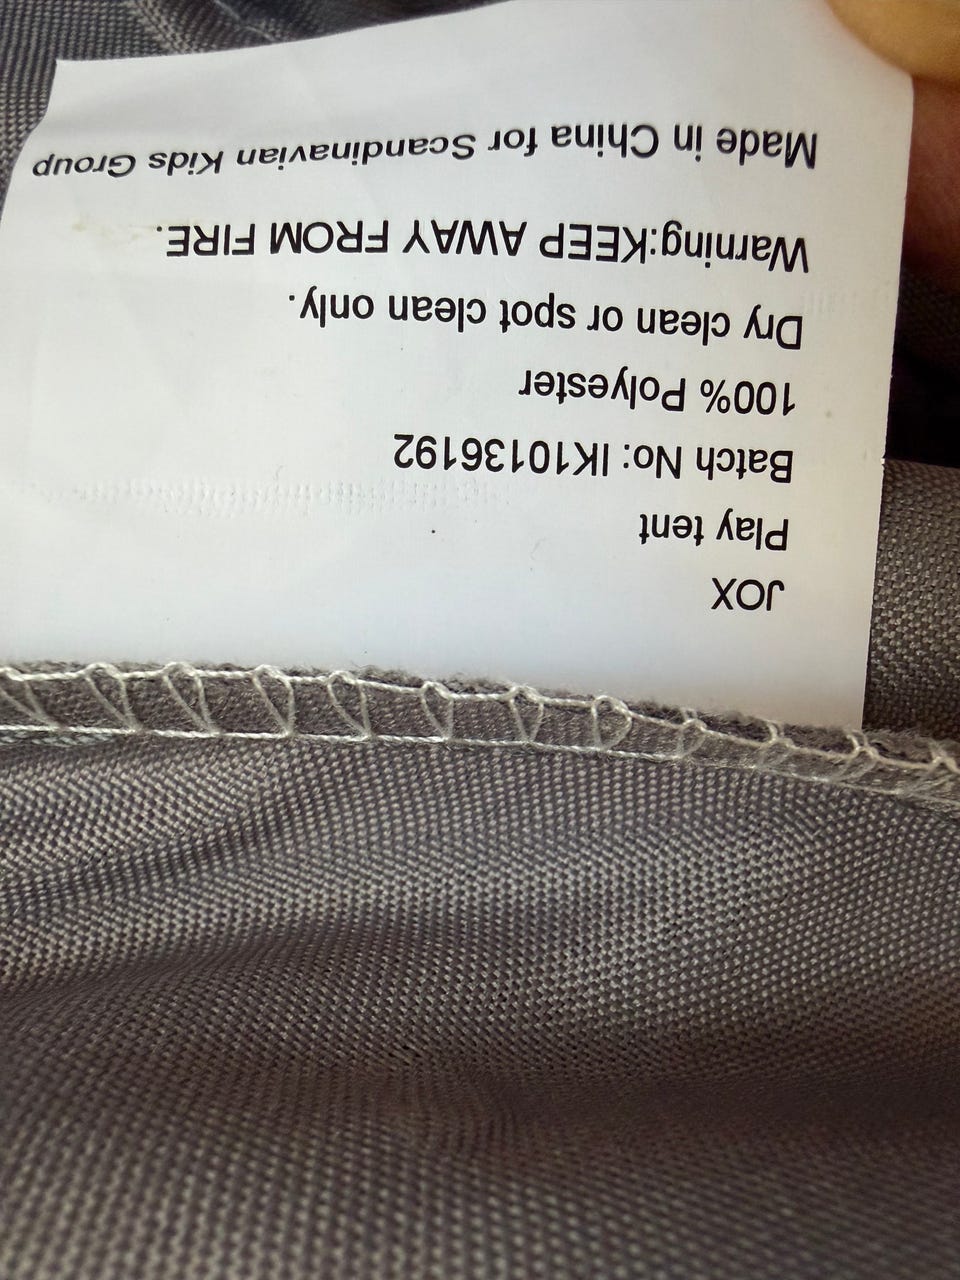 JOX
Play tent
Batch No: IK10136192
100% Polyester
Dry clean or spot clean only.
Warning:KEEP AWAY FROM FIRE.
Made in China for Scandinavian Kids Group